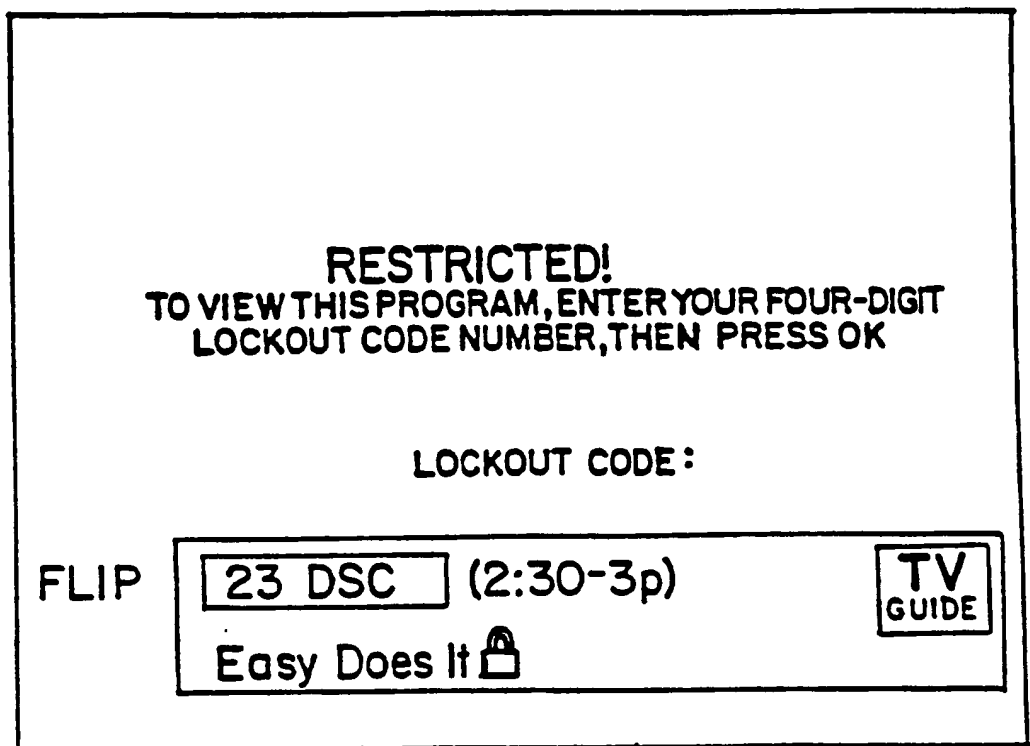 RESTRICTED!
TO VIEW THIS PROGRAM, ENTER YOUR FOUR-DIGIT
LOCKOUT CODE NUMBER, THEN PRESS OK
LOCKOUT CODE:
FLIP 23 DSC (2:30-3p) TV
GUIDE
Easy Does It